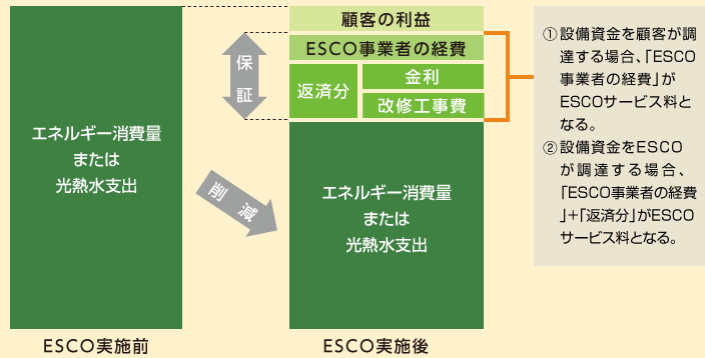 エネルギー消費量
または
光熱水支出
ESCO実施前
削減
保証
顧客の利益
ESCO事業者の経費
返済分
金利
改修工事費
エネルギー消費量
または
光熱水支出
ESCO実施後
①設備資金を顧客が調
達する場合、「ESCO
事業者の経費」が
ESCOサービス料と
なる。
②設備資金をESCO
が調達する場合、
「ESCO事業者の経費
」+「返済分」がESCO
サービス料となる。